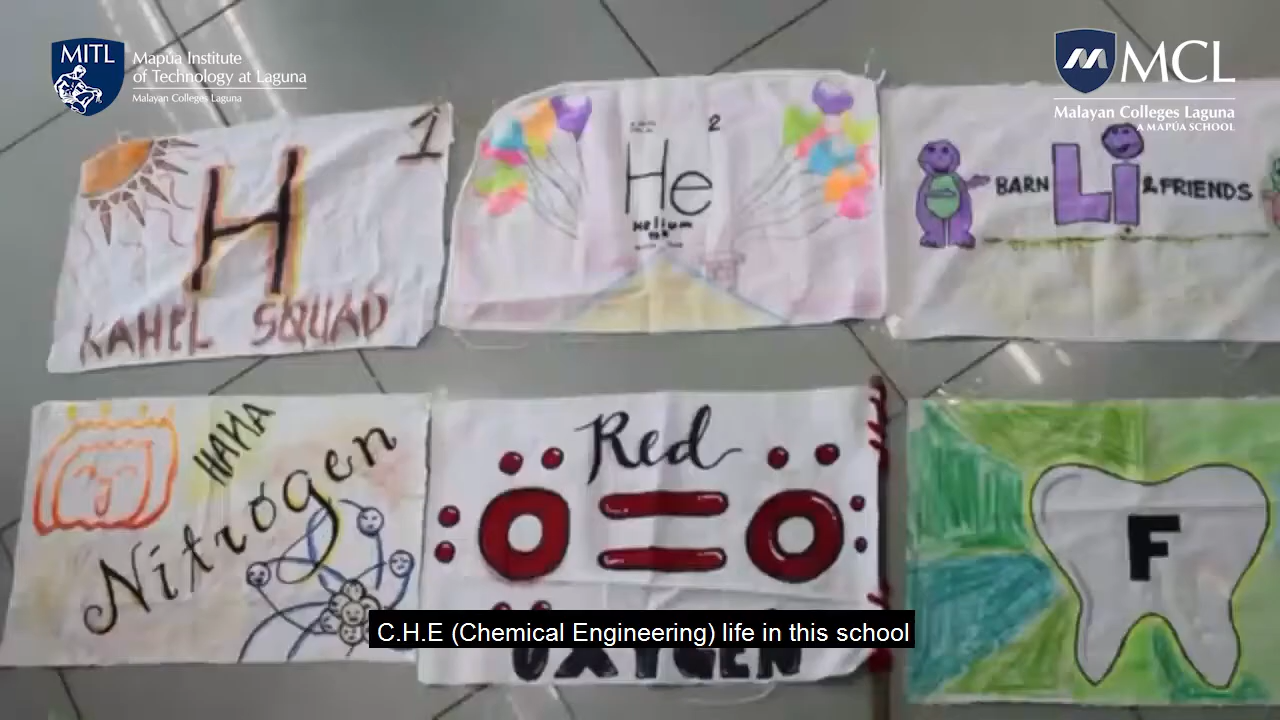 MITL
Mapúa Institute
of Technology at Laguna
Malayan Colleges Laguna
MCL
Malayan Colleges Laguna
A MAPÚA SCHOOL
1
H
KAHEL SQUAD
2
He
Helium
BARN Li & FRIENDS
HANA
Nitrogen
Red
O=O
OXYGEN
F
C.H.E (Chemical Engineering) life in this school